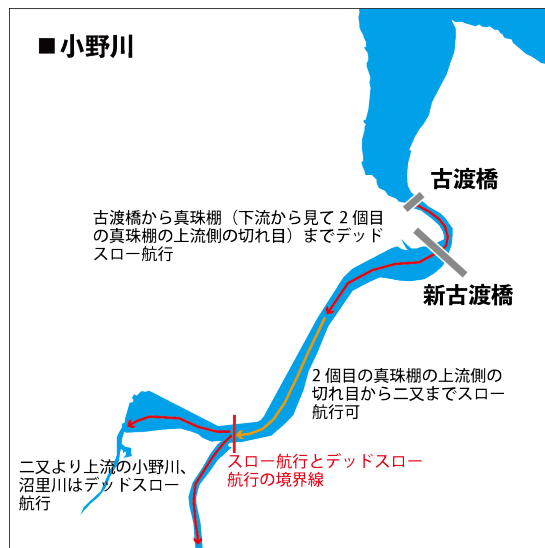 ■小野川
古渡橋
古渡橋から真珠棚（下流から見て2個目
の真珠棚の上流側の切れ目）までデッド
スロー航行
新古渡橋
2個目の真珠棚の上流側の
切れ目から二又までスロー
航行可
スロー航行とデッドスロー
航行の境界線
二又より上流の小野川、
沼里川はデッドスロー
航行